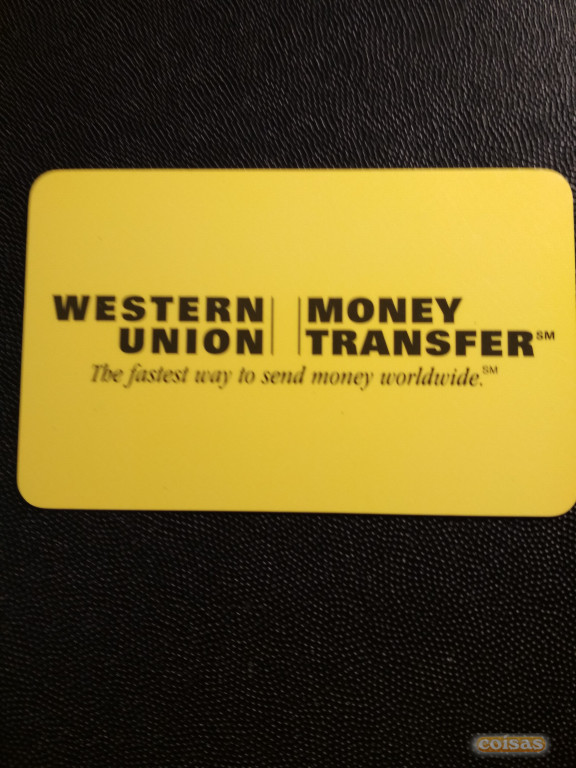 WESTERN UNION
MONEY TRANSFER℠
The fastest way to send money worldwide.℠
coisas